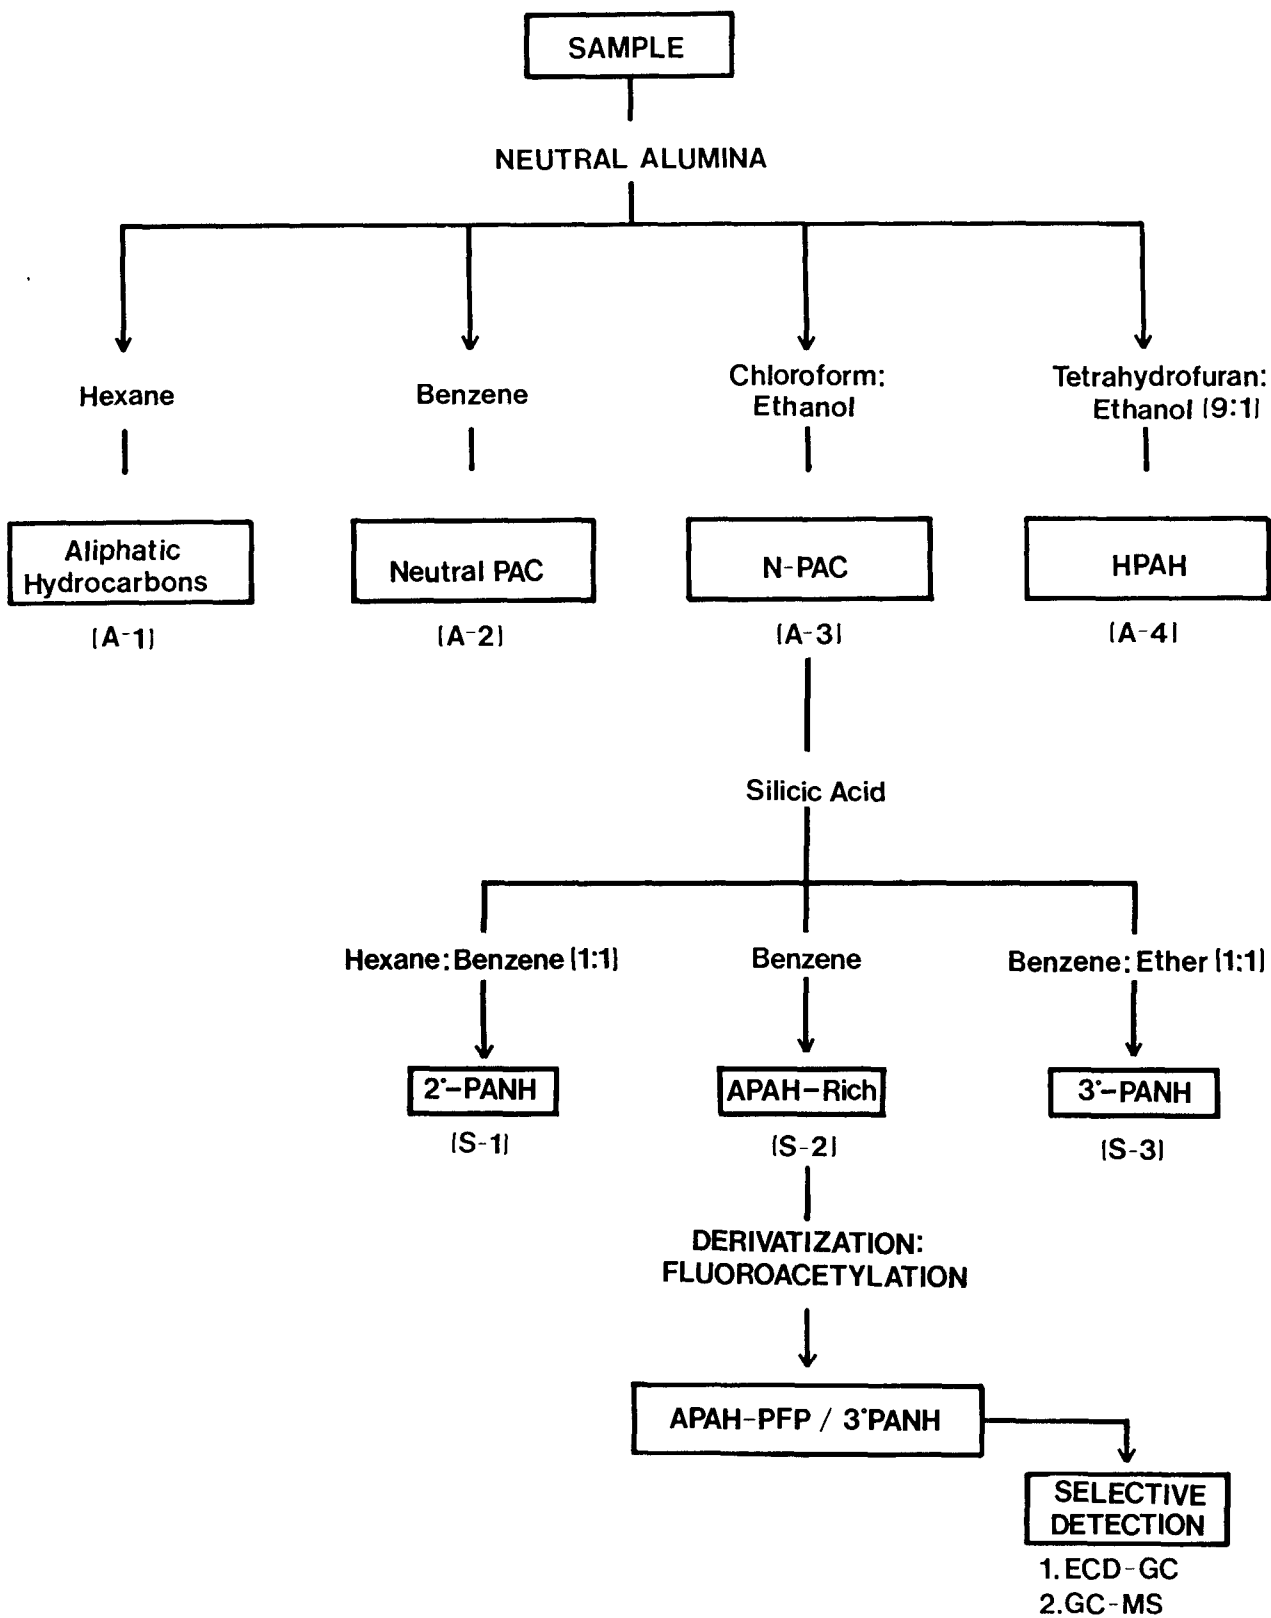 SAMPLE
NEUTRAL ALUMINA
Hexane
Benzene
Chloroform:
Ethanol
Tetrahydrofuran:
Ethanol (9:1)
Aliphatic
Hydrocarbons
Neutral PAC
N-PAC
HPAH
(A-1)
(A-2)
(A-3)
(A-4)
Silicic Acid
Hexane: Benzene (1:1)
Benzene
Benzene: Ether (1:1)
2°-PANH
APAH-Rich
3°-PANH
(S-1)
(S-2)
(S-3)
DERIVATIZATION:
FLUOROACETYLATION
APAH-PFP / 3°PANH
SELECTIVE
DETECTION
1. ECD-GC
2. GC-MS